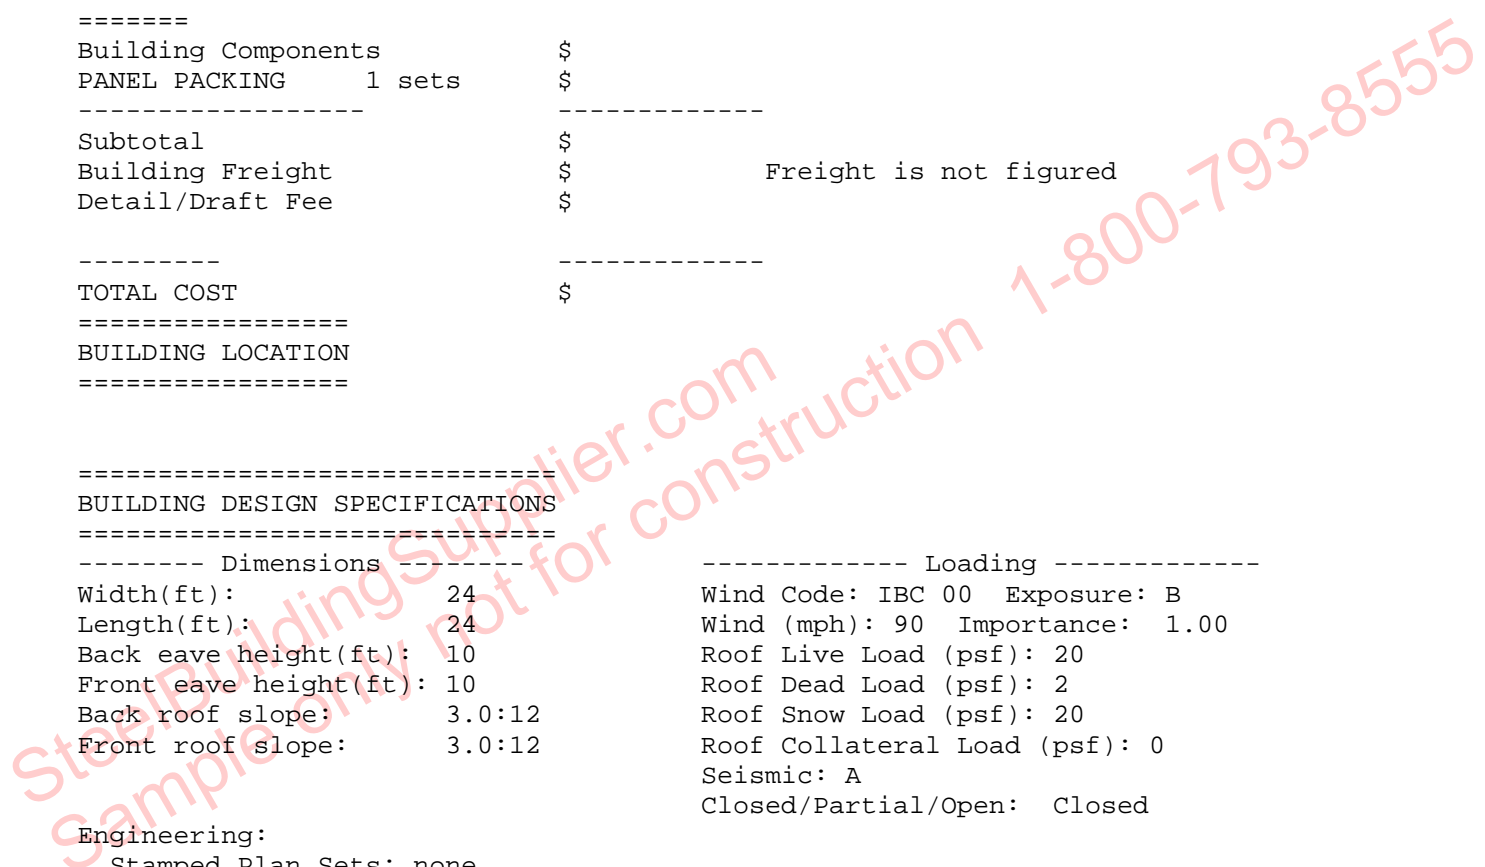 =======
Building Components $
PANEL PACKING 1 sets $
------------------ -------------
Subtotal $
Building Freight $ Freight is not figured
Detail/Draft Fee $
--------- -------------
TOTAL COST $
=================
BUILDING LOCATION
=================
==============================
BUILDING DESIGN SPECIFICATIONS
==============================
-------- Dimensions -------- ------------- Loading -------------
Width(ft): 24 Wind Code: IBC 00 Exposure: B
Length(ft): 24 Wind (mph): 90 Importance: 1.00
Back eave height(ft): 10 Roof Live Load (psf): 20
Front eave height(ft): 10 Roof Dead Load (psf): 2
Back roof slope: 3.0:12 Roof Snow Load (psf): 20
Front roof slope: 3.0:12 Roof Collateral Load (psf): 0
Seismic: A
Closed/Partial/Open: Closed
Engineering:
Stamped Plan Sets: none
SteelBuildingSupplier.com
Sample only not for construction 1-800-793-8555